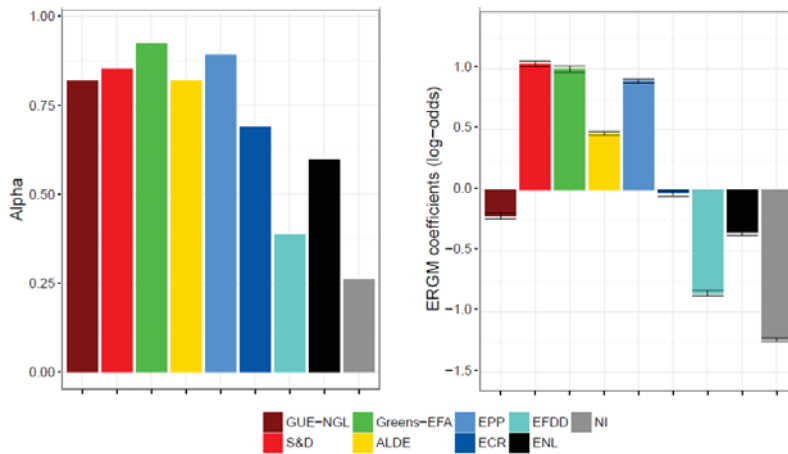 1.00
0.75
0.50
0.25
0.00
Alpha
1.0
0.5
0.0
−0.5
−1.0
−1.5
ERGM coefficients (log−odds)
GUE−NGL Greens−EFA EPP EFDD NI
S&D ALDE ECR ENL